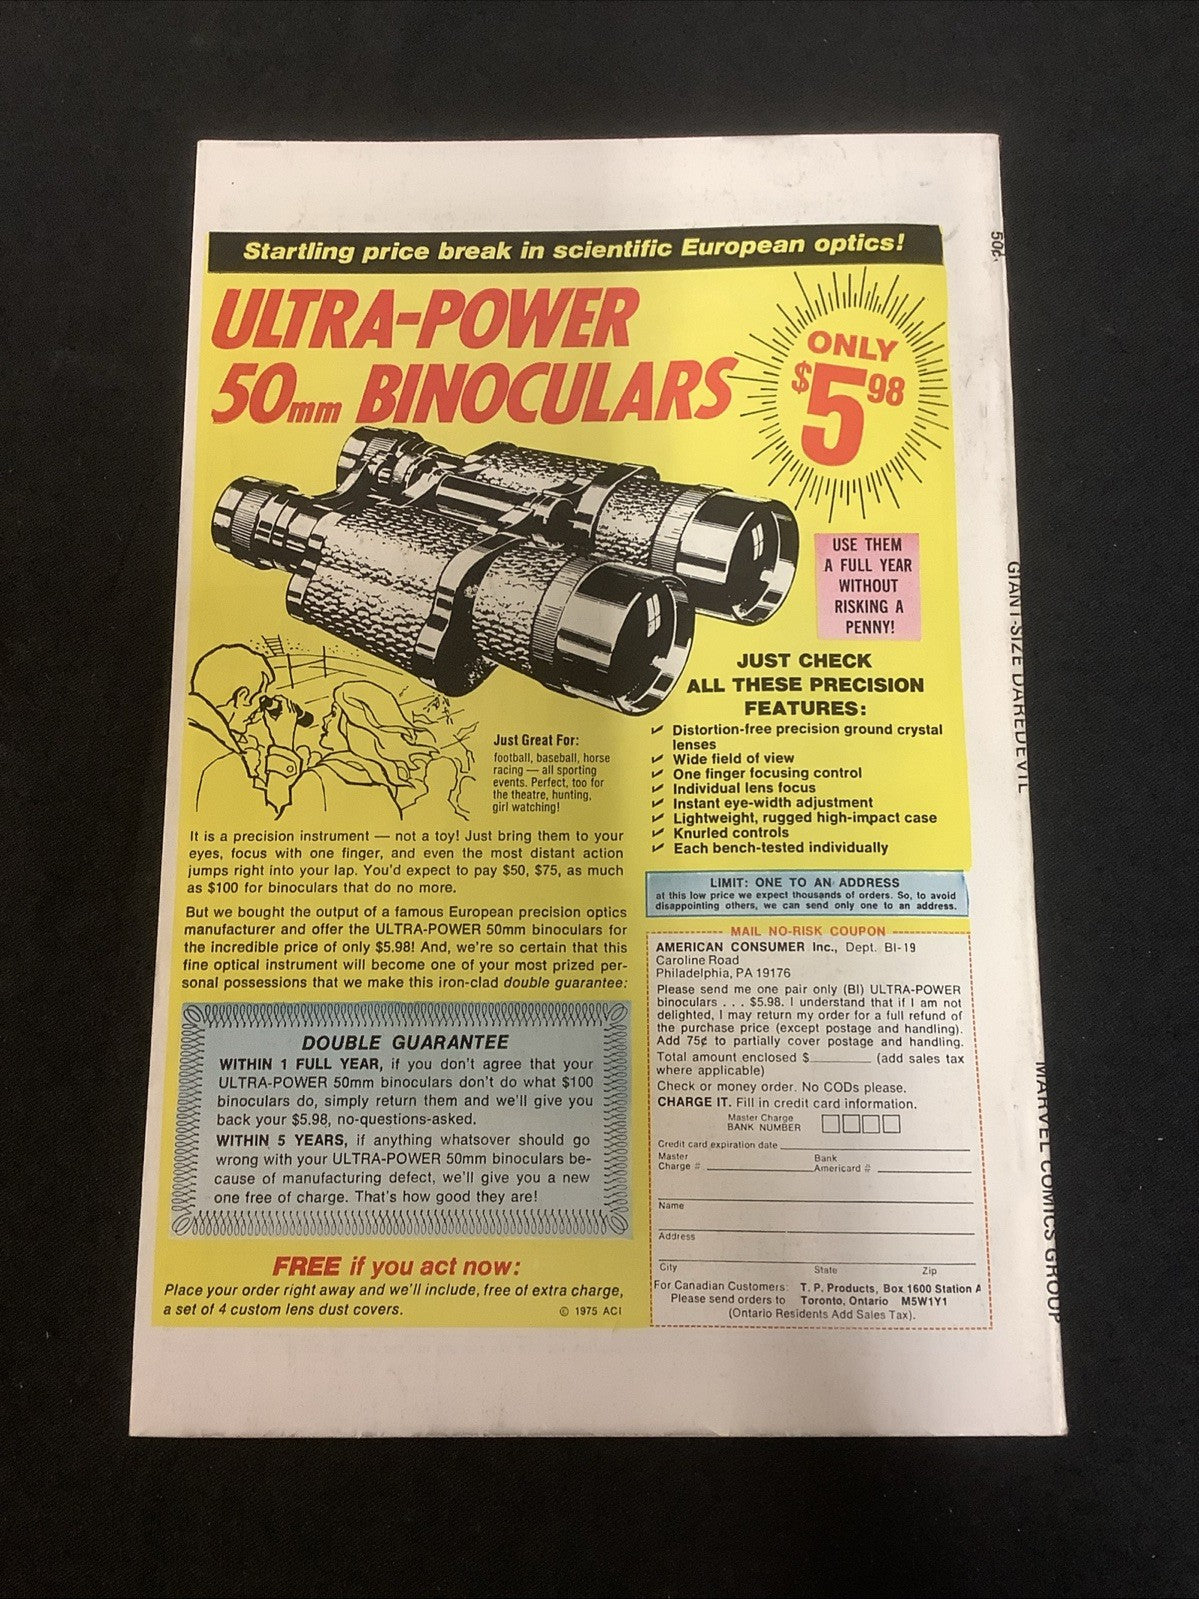 Startling price break in scientific European optics!
ULTRA-POWER
50mm BINOCULARS
ONLY
$5 98
USE THEM
A FULL YEAR
WITHOUT
RISKING A
PENNY!
JUST CHECK
ALL THESE PRECISION
FEATURES:
Distortion-free precision ground crystal
lenses
Wide field of view
One finger focusing control
Individual lens focus
Instant eye-width adjustment
Lightweight, rugged high-impact case
Knurled controls
Each bench-tested individually
Just Great For:
football, baseball, horse
racing — all sporting
events. Perfect, too for
the theatre, hunting,
girl watching!
It is a precision instrument — not a toy! Just bring them to your
eyes, focus with one finger, and even the most distant action
jumps right into your lap. You'd expect to pay $50, $75, as much
as $100 for binoculars that do no more.
But we bought the output of a famous European precision optics
manufacturer and offer the ULTRA-POWER 50mm binoculars for
the incredible price of only $5.98! And, we're so certain that this
fine optical instrument will become one of your most prized per-
sonal possessions that we make this iron-clad double guarantee:
DOUBLE GUARANTEE
WITHIN 1 FULL YEAR, if you don't agree that your
ULTRA-POWER 50mm binoculars don't do what $100
binoculars do, simply return them and we'll give you
back your $5.98, no-questions-asked.
WITHIN 5 YEARS, if anything whatsover should go
wrong with your ULTRA-POWER 50mm binoculars be-
cause of manufacturing defect, we'll give you a new
one free of charge. That's how good they are!
FREE if you act now:
Place your order right away and we'll include, free of extra charge,
a set of 4 custom lens dust covers.
© 1975 ACI
LIMIT: ONE TO AN ADDRESS
at this low price we expect thousands of orders. So, to avoid
disappointing others, we can send only one to an address.
MAIL NO-RISK COUPON
AMERICAN CONSUMER Inc., Dept. BI-19
Caroline Road
Philadelphia, PA 19176
Please send me one pair only (BI) ULTRA-POWER
binoculars . . . $5.98. I understand that if I am not
delighted, I may return my order for a full refund of
the purchase price (except postage and handling).
Add 75¢ to partially cover postage and handling.
Total amount enclosed $ (add sales tax
where applicable)
Check or money order. No CODs please.
CHARGE IT. Fill in credit card information.
Master Charge
BANK NUMBER
Credit card expiration date
Master
Charge #
Bank
Americard #
Name
Address
City State Zip
For Canadian Customers: T. P. Products, Box 1600 Station A
Please send orders to Toronto, Ontario M5W1Y1
(Ontario Residents Add Sales Tax).
50¢
GIANT-SIZE DAREDEVIL
MARVEL COMICS GROUP